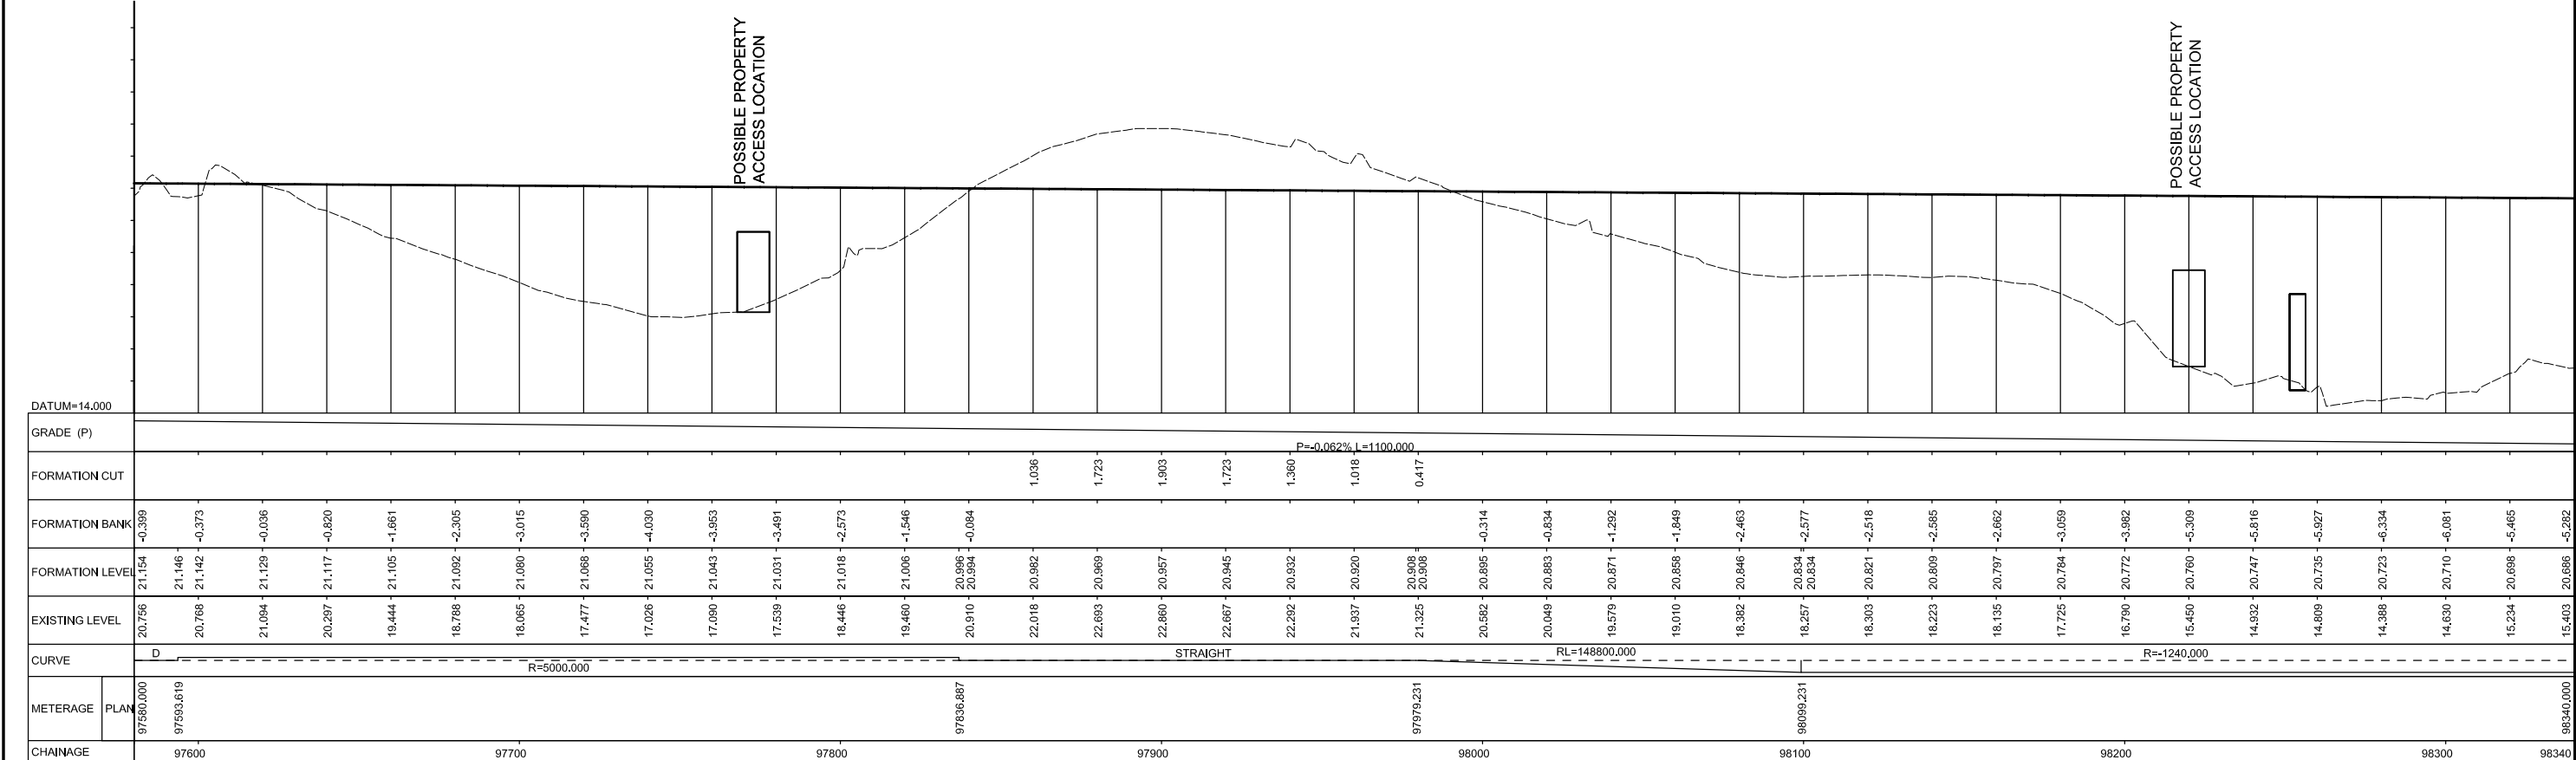 POSSIBLE PROPERTY
ACCESS LOCATION
POSSIBLE PROPERTY
ACCESS LOCATION
DATUM=14.000
GRADE (P)
P=-0.062% L=1100.000
FORMATION CUT
1.036 1.723 1.903 1.723 1.360 1.018 0.417
FORMATION BANK
-0.399 -0.373 -0.036 -0.820 -1.661 -2.305 -3.015 -3.590 -4.030 -3.953 -3.491 -2.573 -1.546 -0.084 -0.314 -0.834 -1.292 -1.849 -2.463 -2.577 -2.518 -2.585 -2.662 -3.059 -3.982 -5.309 -5.816 -5.927 -6.334 -6.081 -5.465 -5.282
FORMATION LEVEL
21.154 21.146 21.142 21.129 21.117 21.105 21.092 21.080 21.068 21.055 21.043 21.031 21.018 21.006 20.996 20.994 20.982 20.969 20.957 20.945 20.932 20.920 20.908 20.908 20.895 20.883 20.871 20.858 20.846 20.834 20.834 20.821 20.809 20.797 20.784 20.772 20.760 20.747 20.735 20.723 20.710 20.698 20.686
EXISTING LEVEL
20.756 20.768 21.094 20.297 19.444 18.788 18.065 17.477 17.026 17.090 17.539 18.446 19.460 20.910 22.018 22.693 22.860 22.667 22.292 21.937 21.325 20.582 20.049 19.579 19.010 18.382 18.257 18.303 18.223 18.135 17.725 16.790 15.450 14.932 14.809 14.388 14.630 15.234 15.403
CURVE
D
R=5000.000
STRAIGHT
RL=148800.000
R=-1240.000
METERAGE PLAN
97580.000 97593.619 97836.887 97979.231 98099.231 98340.000
CHAINAGE
97600 97700 97800 97900 98000 98100 98200 98300 98340